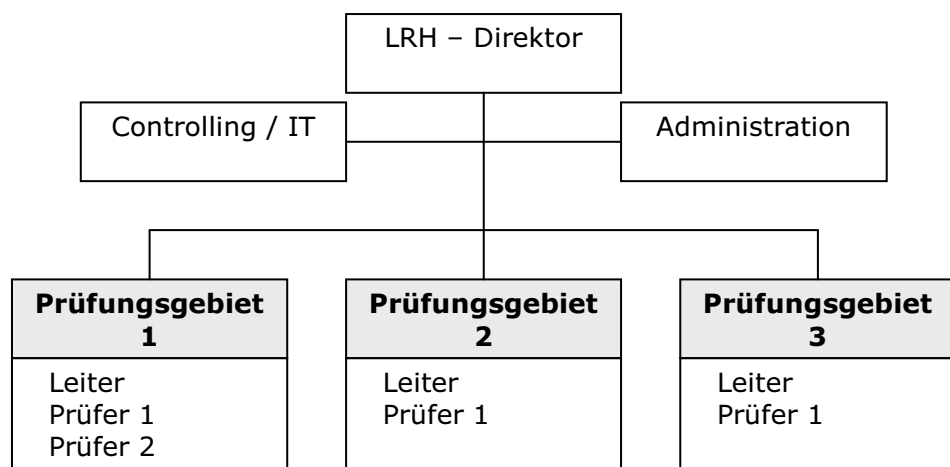 LRH – Direktor
Controlling / IT
Administration
Prüfungsgebiet
1
Leiter
Prüfer 1
Prüfer 2
Prüfungsgebiet
2
Leiter
Prüfer 1
Prüfungsgebiet
3
Leiter
Prüfer 1